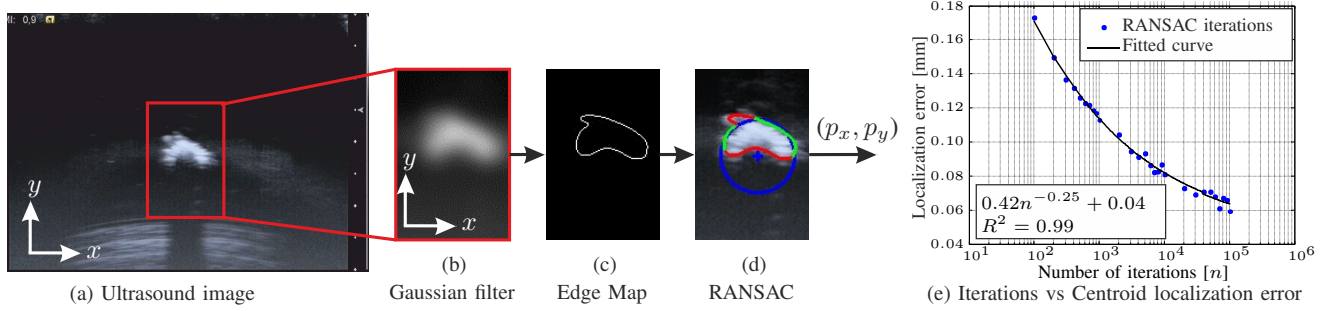 MI: 0,9
y
x
(a) Ultrasound image
y
x
(b)
Gaussian filter
(c)
Edge Map
(d)
RANSAC
(p_x, p_y)
Localization error [mm]
0.18
0.16
0.14
0.12
0.10
0.08
0.06
0.04
RANSAC iterations
Fitted curve
0.42n^{-0.25} + 0.04
R^2 = 0.99
10^1 10^2 10^3 10^4 10^5 10^6
Number of iterations [n]
(e) Iterations vs Centroid localization error